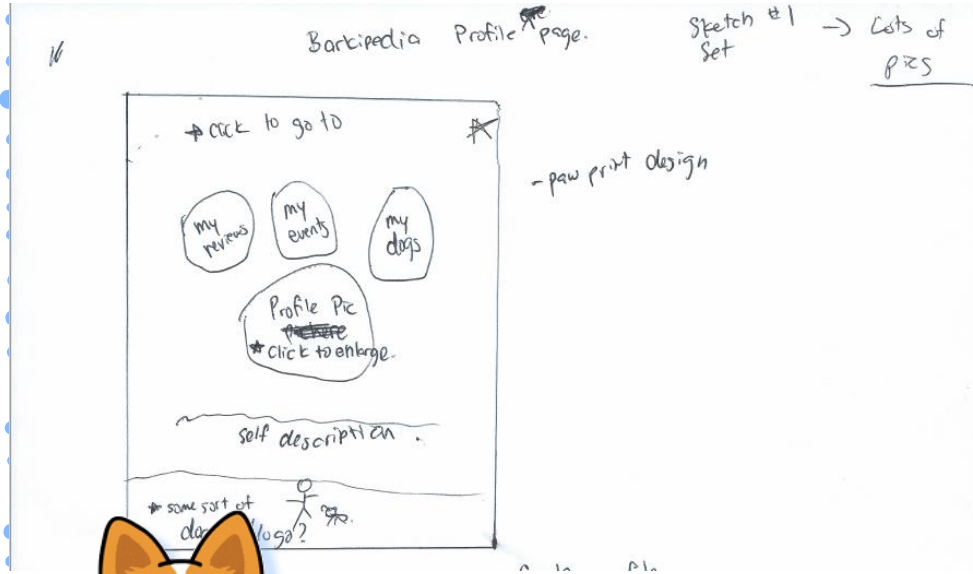 Barkipedia Profile page.
Sketch #1 → Lots of
Set
pics
* click to go to
- paw print design
my
reviews
my
events
my
dogs
Profile Pic
* click to enlarge.
self description.
* some sort of
logo?